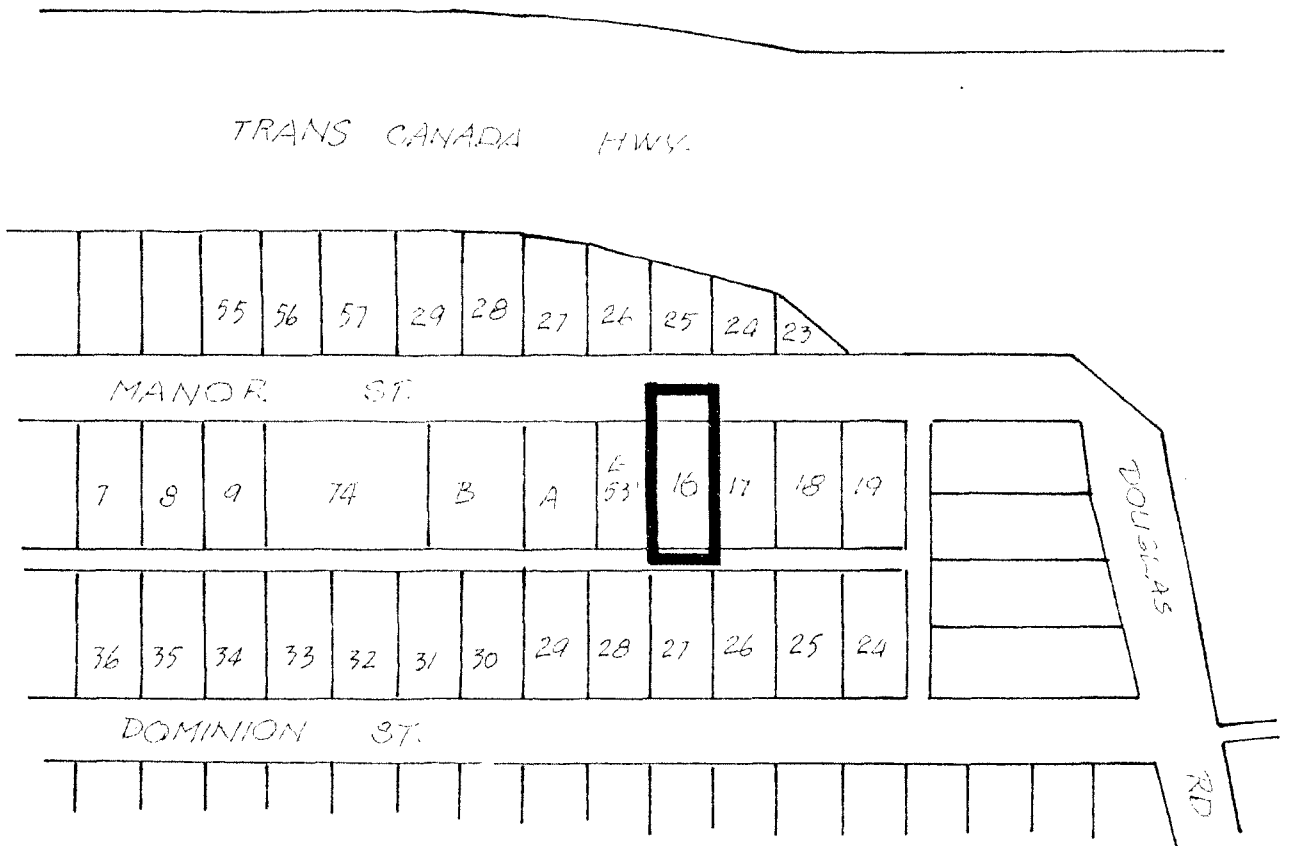 TRANS CANADA HWY.
55 56 57 29 28 27 26 25 24 23
MANOR ST.
7 8 9 74 B A E 53' 16 17 18 19
36 35 34 33 32 31 30 29 28 27 26 25 24
DOMINION ST.
DOUGLAS RD